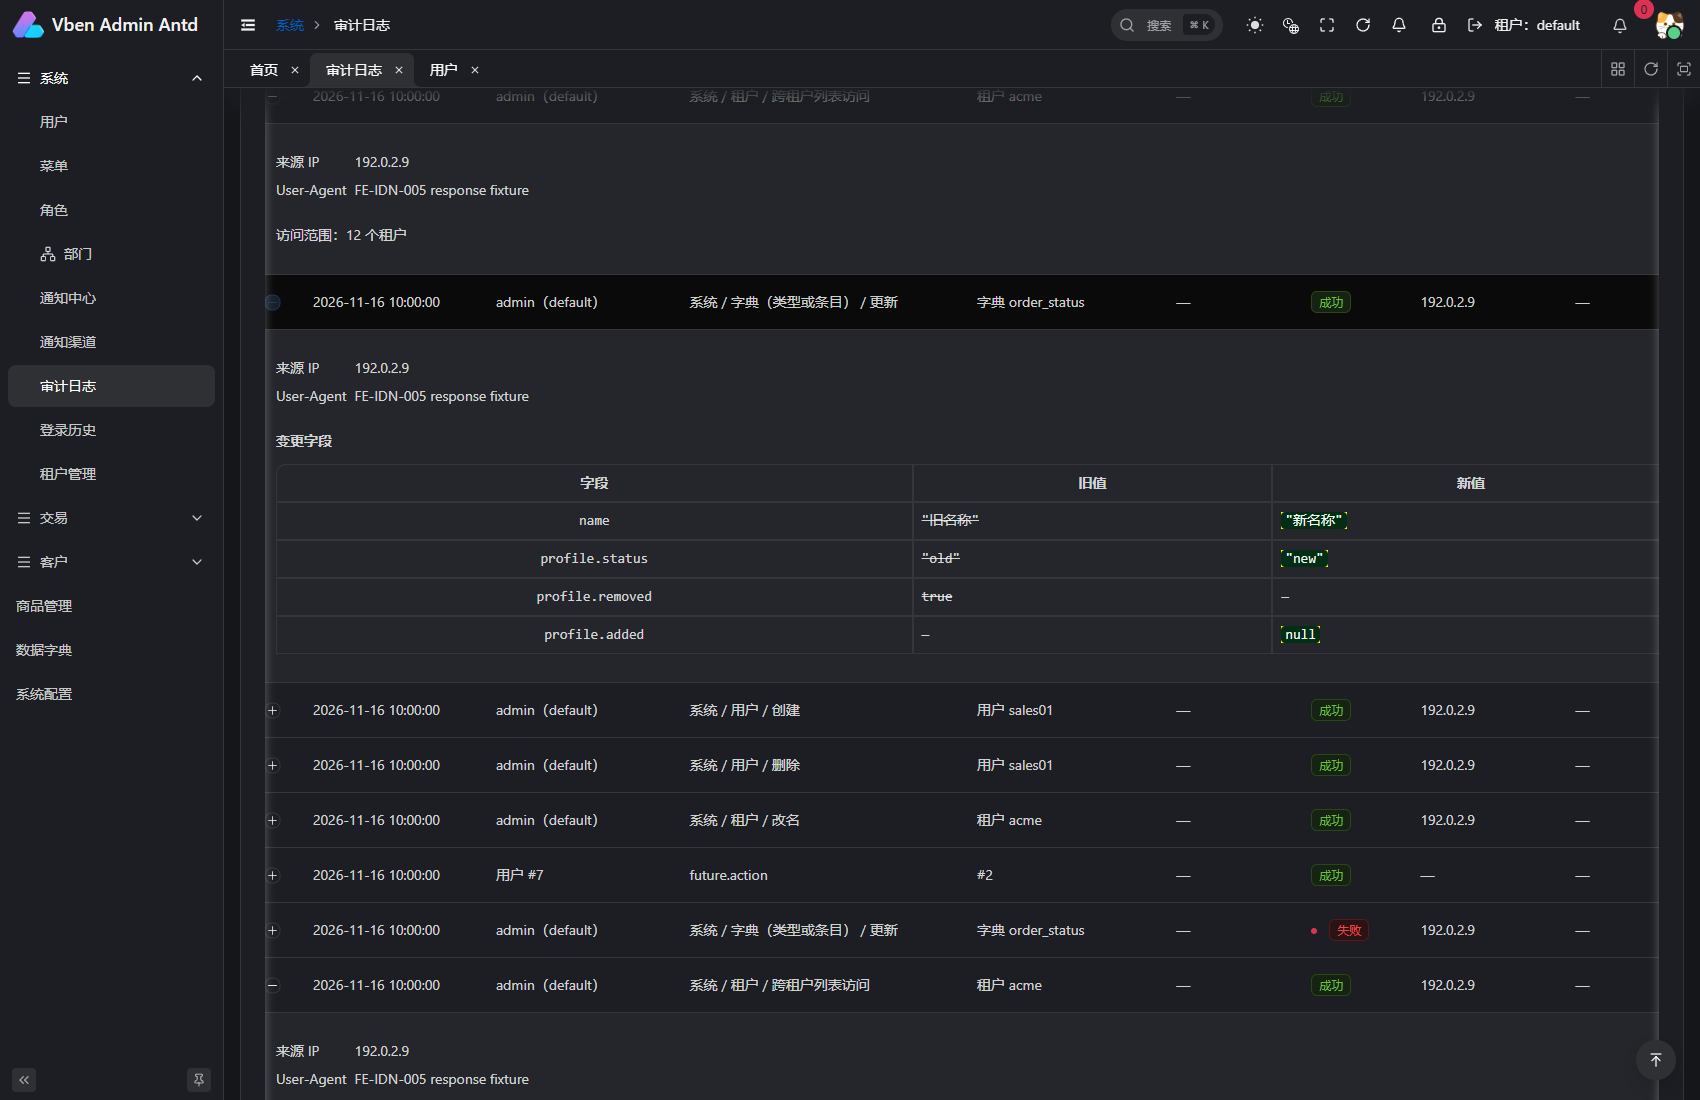 Vben Admin Antd
系统 > 审计日志
搜索 ⌘ K
租户：default
0
首页 × 审计日志 × 用户 ×
系统
用户
菜单
角色
部门
通知中心
通知渠道
审计日志
登录历史
租户管理
交易
客户
商品管理
数据字典
系统配置
2026-11-16 10:00:00 admin（default） 系统 / 租户 / 跨租户列表访问 租户 acme — 成功 192.0.2.9 —
来源 IP 192.0.2.9
User-Agent FE-IDN-005 response fixture
访问范围：12 个租户
2026-11-16 10:00:00 admin（default） 系统 / 字典（类型或条目） / 更新 字典 order_status — 成功 192.0.2.9 —
来源 IP 192.0.2.9
User-Agent FE-IDN-005 response fixture
变更字段
字段 旧值 新值
name "旧名称" "新名称"
profile.status "old" "new"
profile.removed true —
profile.added — null
2026-11-16 10:00:00 admin（default） 系统 / 用户 / 创建 用户 sales01 — 成功 192.0.2.9 —
2026-11-16 10:00:00 admin（default） 系统 / 用户 / 删除 用户 sales01 — 成功 192.0.2.9 —
2026-11-16 10:00:00 admin（default） 系统 / 租户 / 改名 租户 acme — 成功 192.0.2.9 —
2026-11-16 10:00:00 用户 #7 future.action #2 — 成功 — —
2026-11-16 10:00:00 admin（default） 系统 / 字典（类型或条目） / 更新 字典 order_status — 失败 192.0.2.9 —
2026-11-16 10:00:00 admin（default） 系统 / 租户 / 跨租户列表访问 租户 acme — 成功 192.0.2.9 —
来源 IP 192.0.2.9
User-Agent FE-IDN-005 response fixture